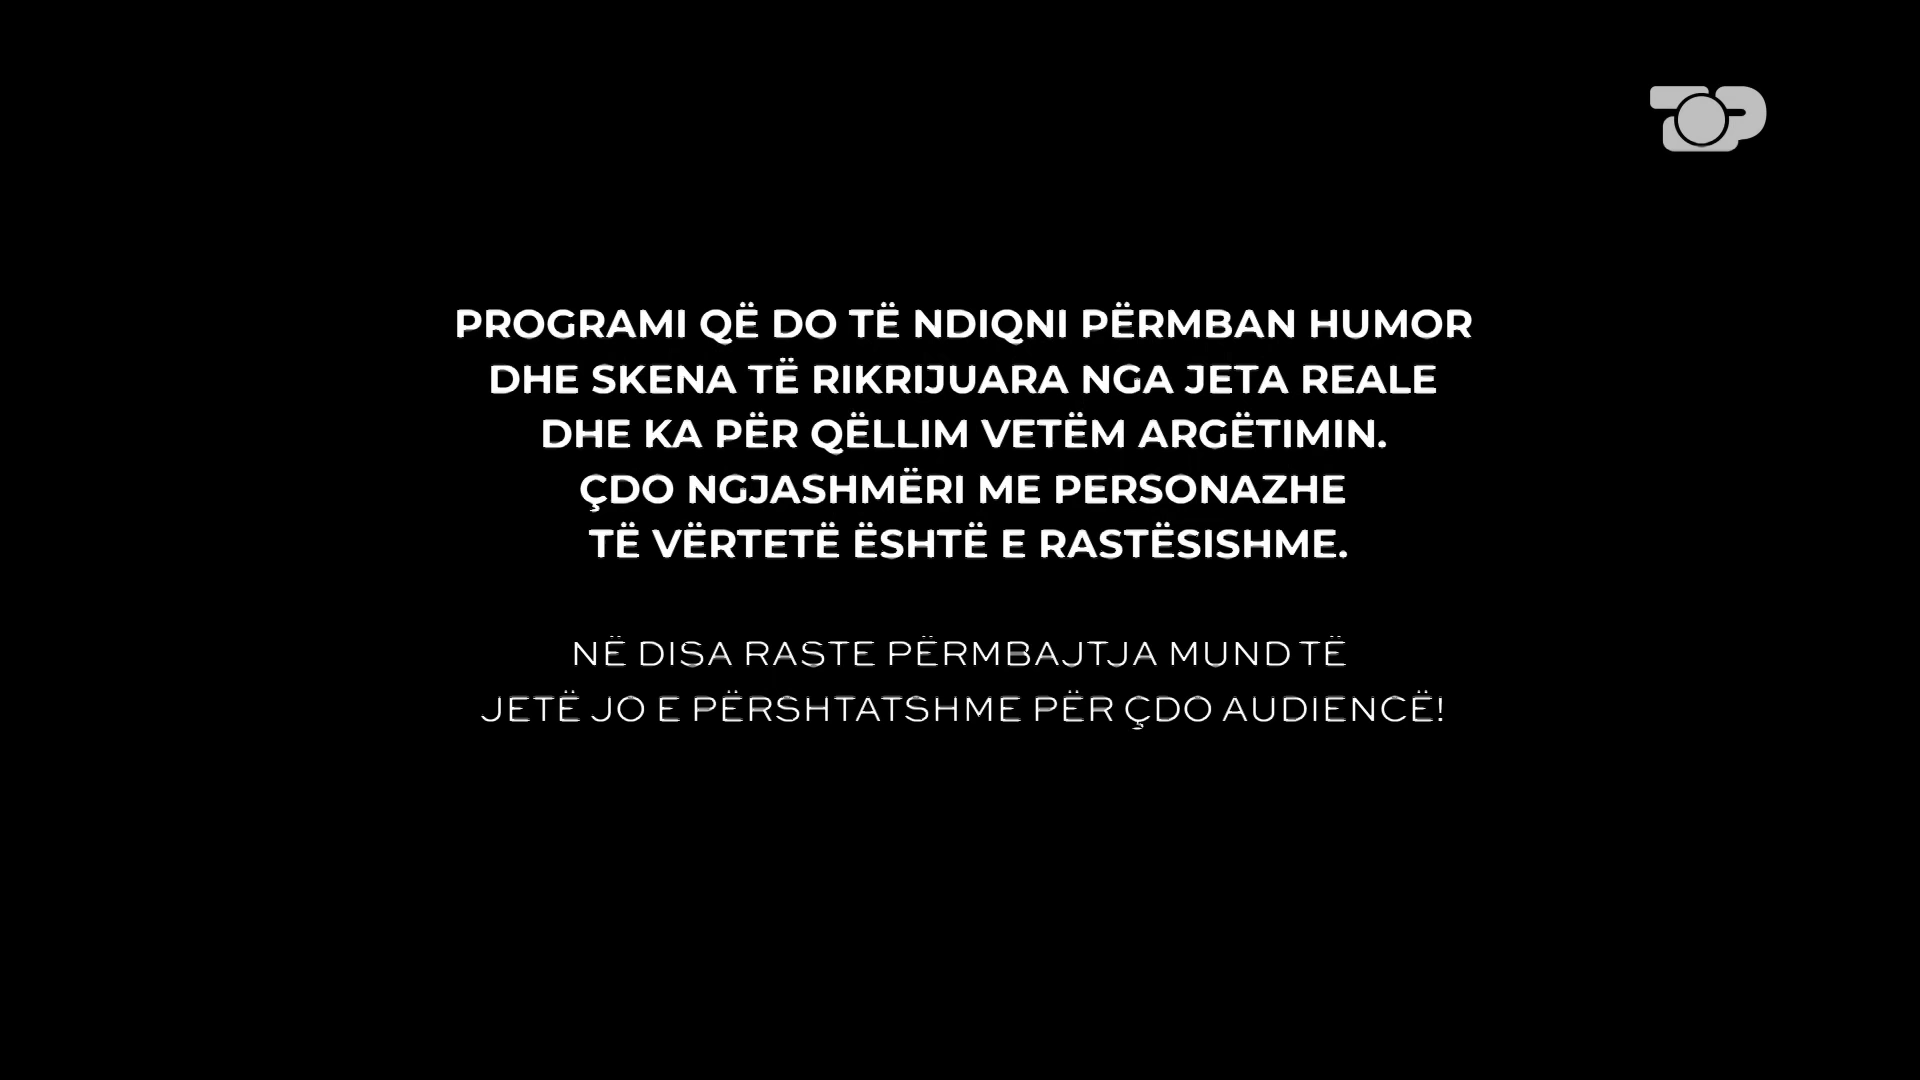 TOP
PROGRAMI QË DO TË NDIQNI PËRMBAN HUMOR
DHE SKENA TË RIKRIJUARA NGA JETA REALE
DHE KA PËR QËLLIM VETËM ARGËTIMIN.
ÇDO NGJASHMËRI ME PERSONAZHE
TË VËRTETË ËSHTË E RASTËSISHME.
NË DISA RASTE PËRMBAJTJA MUND TË
JETË JO E PËRSHTATSHME PËR ÇDO AUDIENCË!